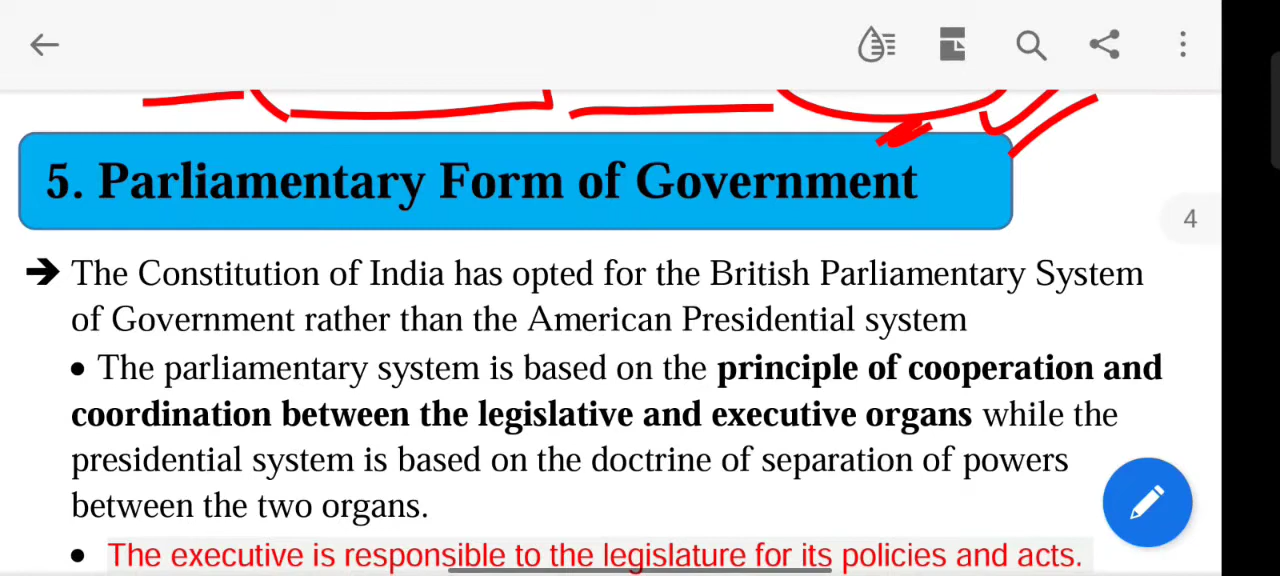 5. Parliamentary Form of Government
4
➔ The Constitution of India has opted for the British Parliamentary System
of Government rather than the American Presidential system
• The parliamentary system is based on the principle of cooperation and
coordination between the legislative and executive organs while the
presidential system is based on the doctrine of separation of powers
between the two organs.
• The executive is responsible to the legislature for its policies and acts.